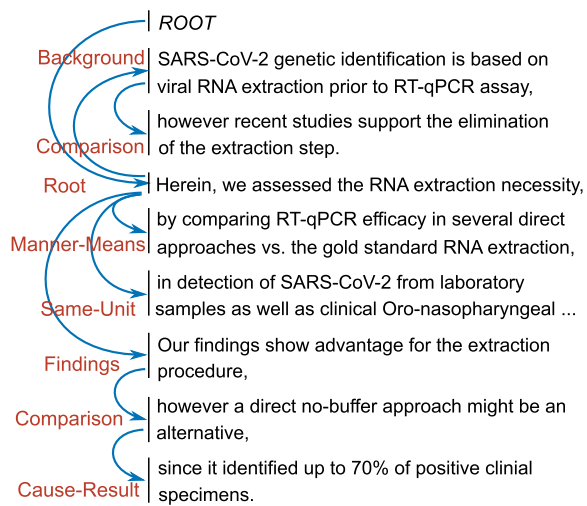 ROOT
Background
SARS-CoV-2 genetic identification is based on
viral RNA extraction prior to RT-qPCR assay,
however recent studies support the elimination
Comparison
of the extraction step.
Root
Herein, we assessed the RNA extraction necessity,
by comparing RT-qPCR efficacy in several direct
Manner-Means
approaches vs. the gold standard RNA extraction,
in detection of SARS-CoV-2 from laboratory
Same-Unit
samples as well as clinical Oro-nasopharyngeal ...
Our findings show advantage for the extraction
Findings
procedure,
however a direct no-buffer approach might be an
Comparison
alternative,
since it identified up to 70% of positive clinial
Cause-Result
specimens.